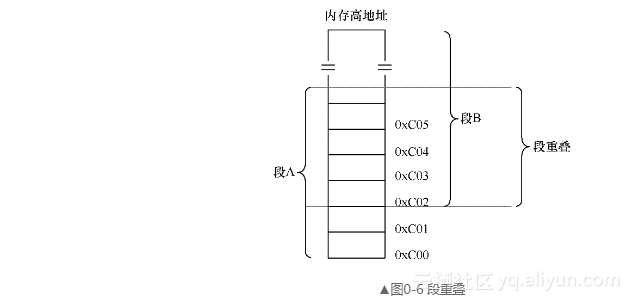 内存高地址
0xC05
段B
0xC04
段重叠
段A
0xC03
0xC02
0xC01
0xC00
云栖社区 yq.aliyun.com
▲图0-6 段重叠